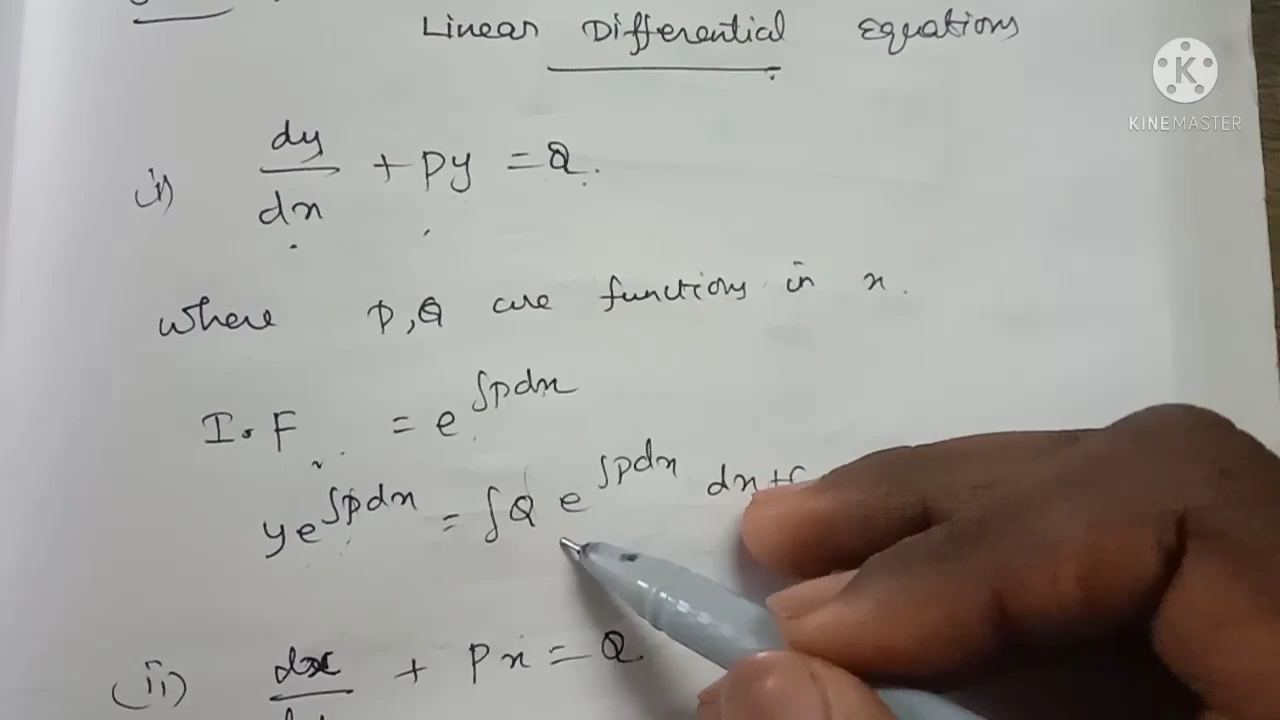 Linear Differential Equations
K
KINEMASTER
(i) dy/dx + Py = Q.
where P, Q are functions in x.
I.F = e^∫pdx
ye^∫pdx = ∫Q e^∫pdx dx + c
(ii) dx/ + Px = Q